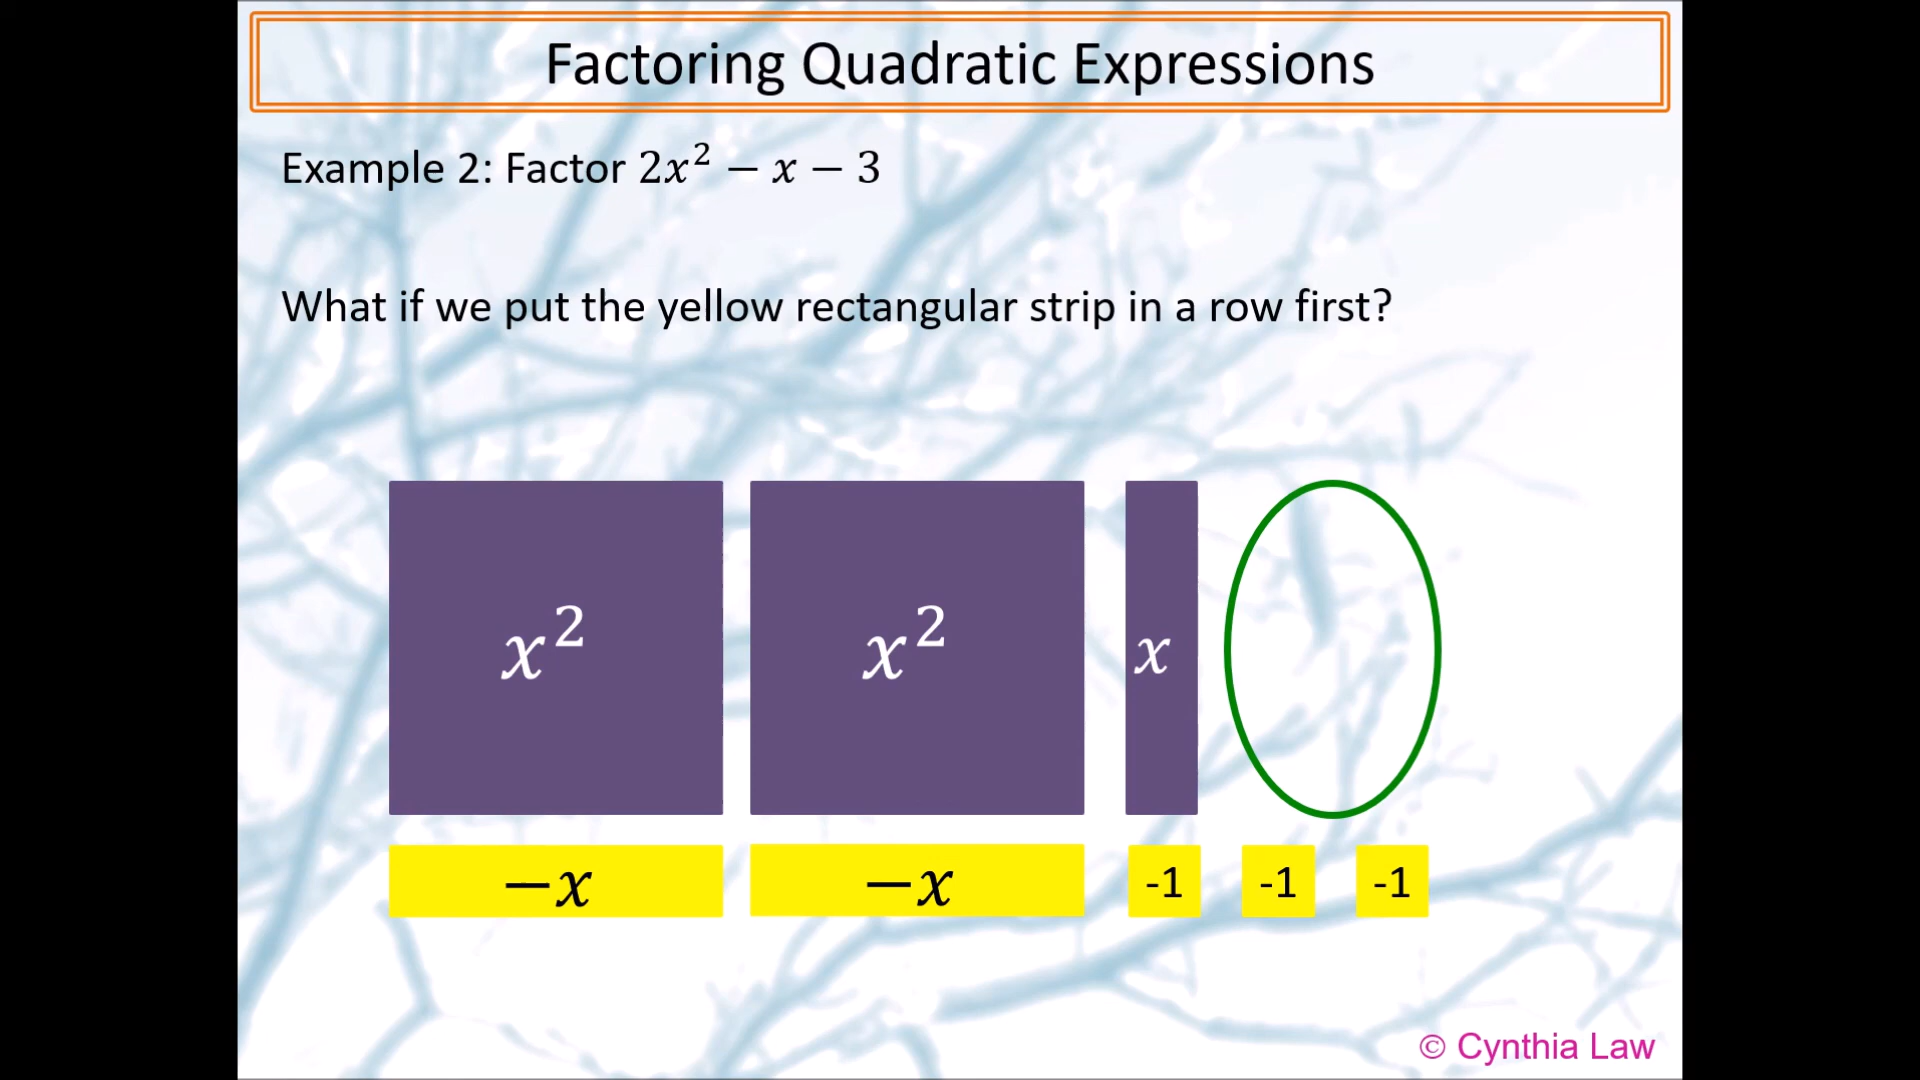 Factoring Quadratic Expressions
Example 2: Factor 2x² − x − 3
What if we put the yellow rectangular strip in a row first?
x² x² x
−x −x -1 -1 -1
© Cynthia Law